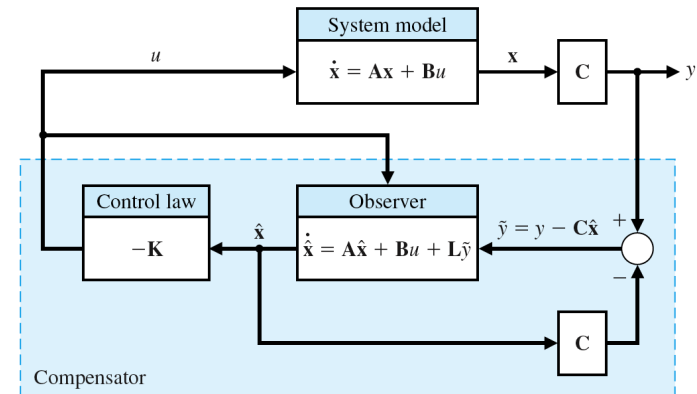 System model
u
ẋ = Ax + Bu
x
C
y
Control law
−K
x̂
Observer
x̂̇ = Ax̂ + Bu + Lỹ
ỹ = y − Cx̂
+
−
C
Compensator